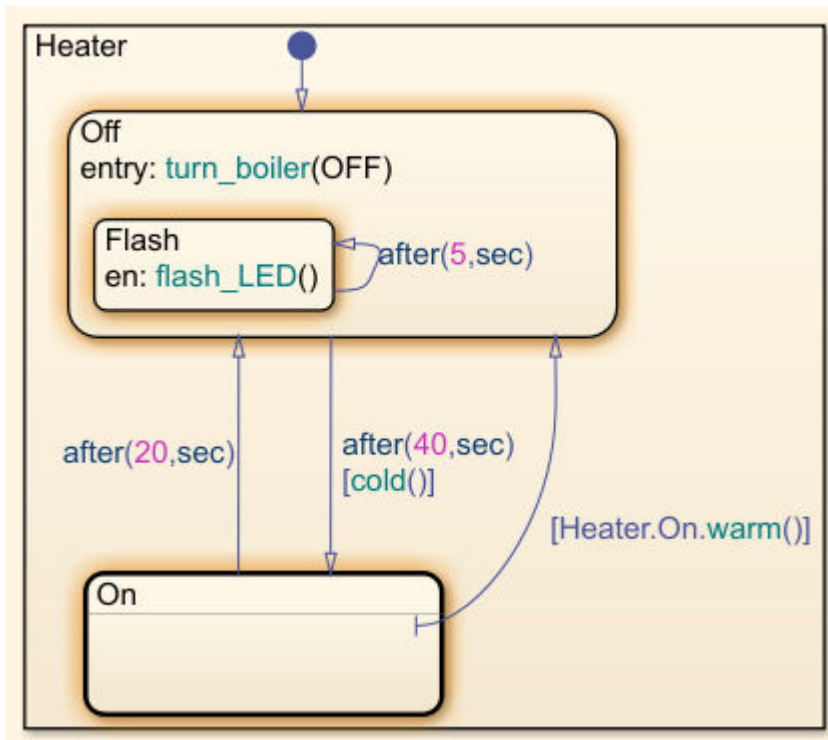 Heater
Off
entry: turn_boiler(OFF)
Flash
en: flash_LED()
after(5,sec)
after(20,sec)
after(40,sec)
[cold()]
[Heater.On.warm()]
On